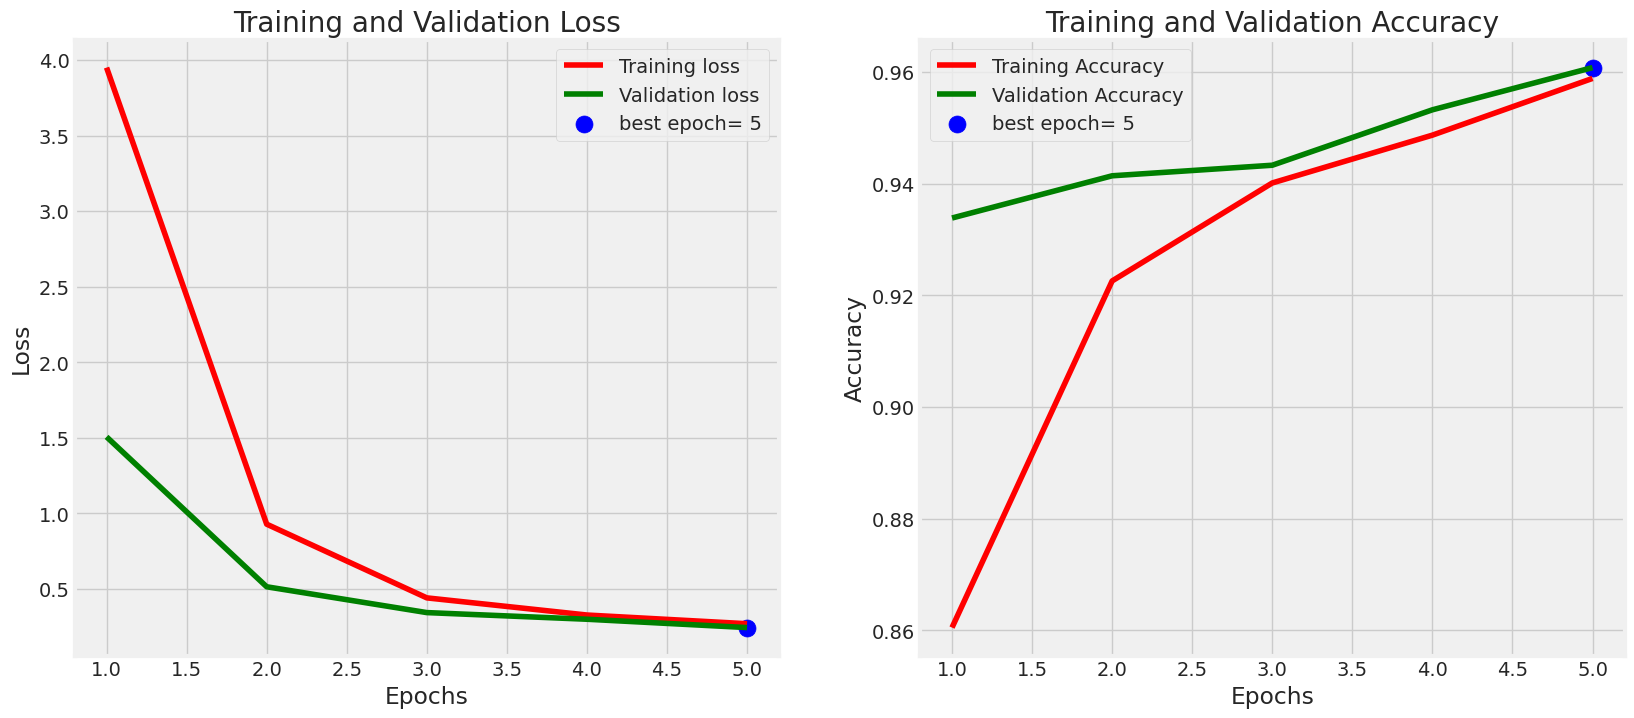 Training and Validation Loss
Training loss
Validation loss
best epoch= 5
Loss
4.0
3.5
3.0
2.5
2.0
1.5
1.0
0.5
1.0 1.5 2.0 2.5 3.0 3.5 4.0 4.5 5.0
Epochs
Training and Validation Accuracy
Training Accuracy
Validation Accuracy
best epoch= 5
Accuracy
0.96
0.94
0.92
0.90
0.88
0.86
1.0 1.5 2.0 2.5 3.0 3.5 4.0 4.5 5.0
Epochs